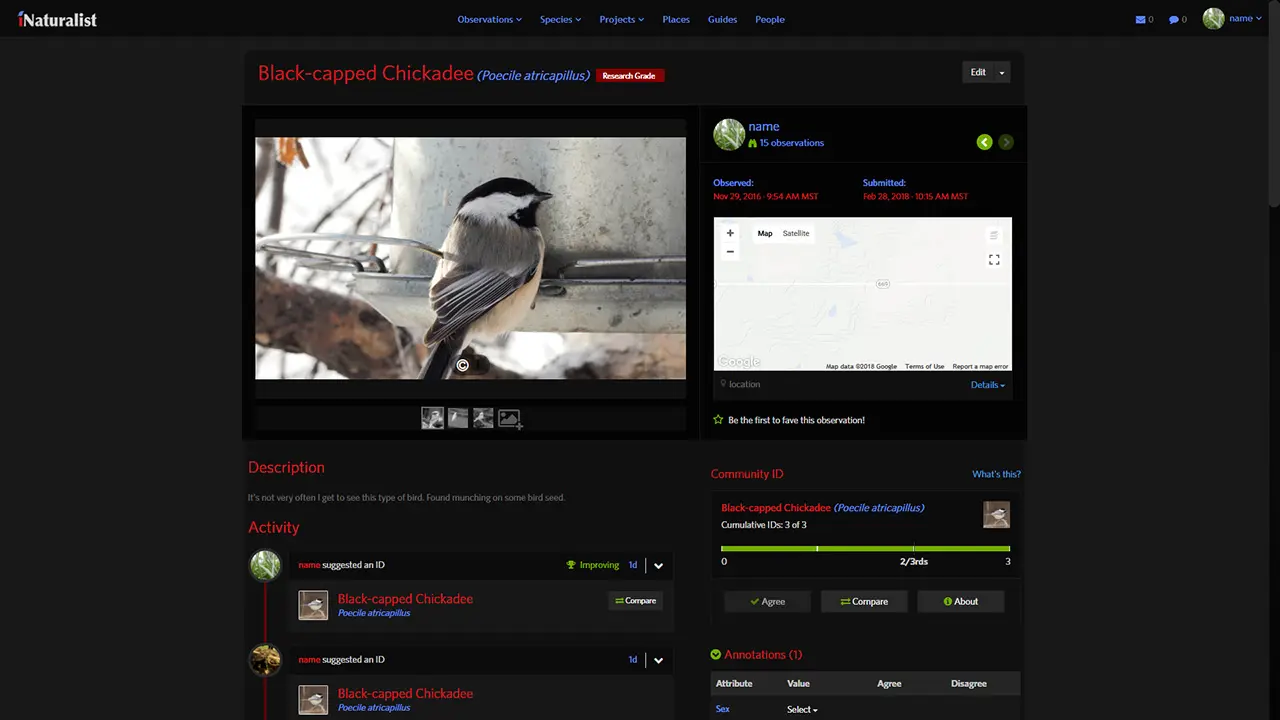 iNaturalist
Observations Species Projects Places Guides People
0 0 name
Black-capped Chickadee (Poecile atricapillus) Research Grade
Edit
name
15 observations
Observed: Submitted:
Nov 29, 2016 · 9:54 AM MST Feb 28, 2018 · 10:15 AM MST
+ Map Satellite
−
669
©
Google Map data ©2018 Google Terms of Use Report a map error
location Details
Be the first to fave this observation!
Description
It's not very often I get to see this type of bird. Found munching on some bird seed.
Activity
name suggested an ID Improving 1d
Black-capped Chickadee Compare
Poecile atricapillus
name suggested an ID 1d
Black-capped Chickadee
Poecile atricapillus
Community ID What's this?
Black-capped Chickadee (Poecile atricapillus)
Cumulative IDs: 3 of 3
0 2/3rds 3
Agree Compare About
Annotations (1)
Attribute Value Agree Disagree
Sex Select